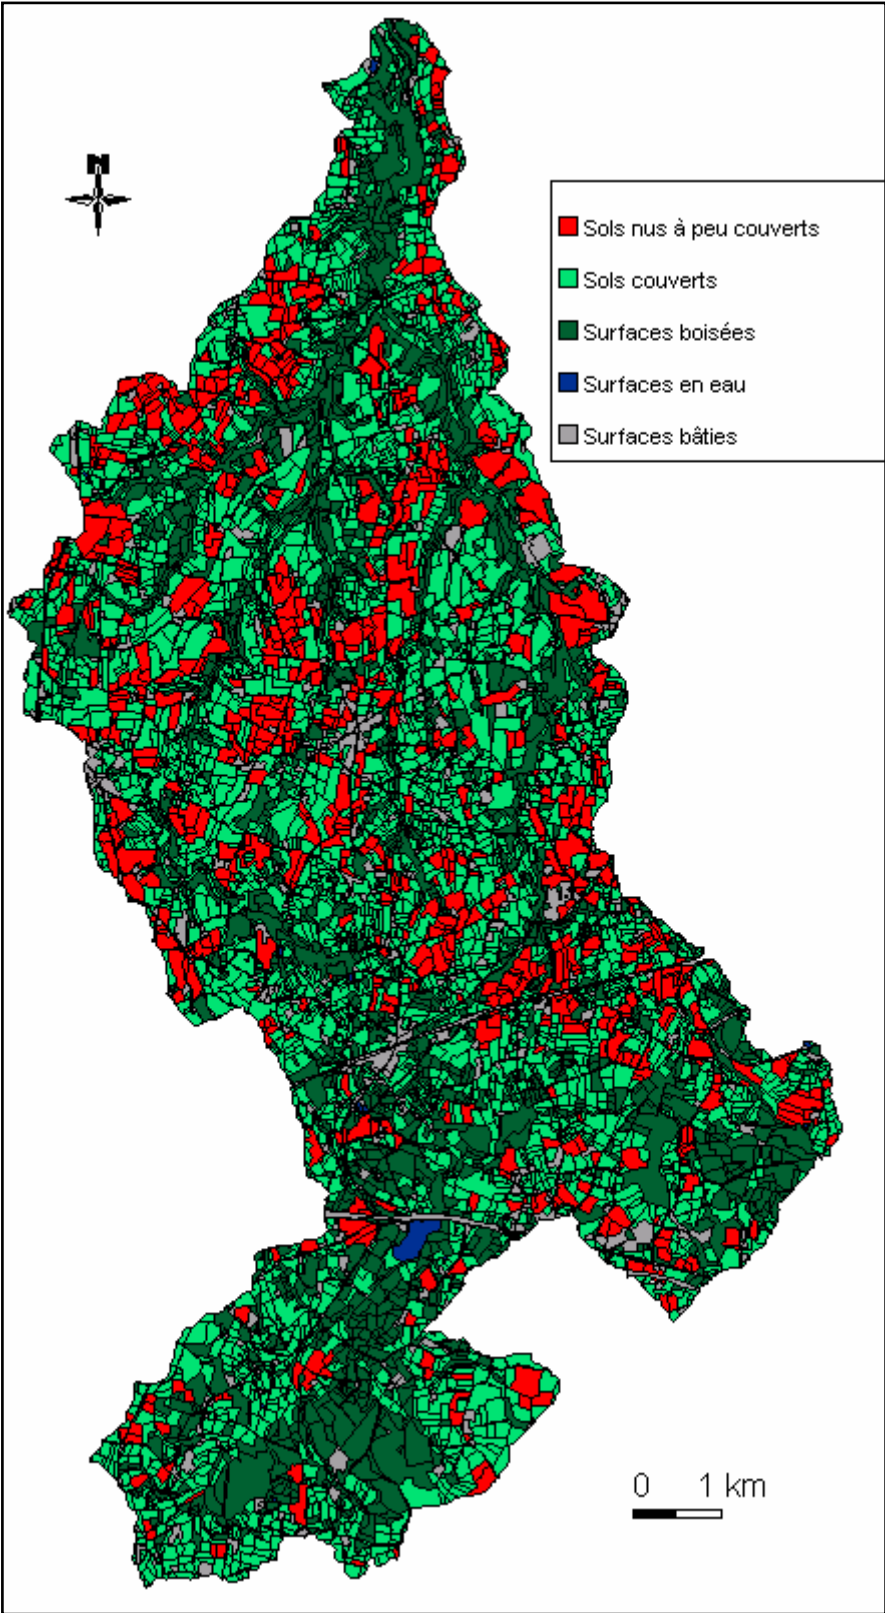 N
Sols nus à peu couverts
Sols couverts
Surfaces boisées
Surfaces en eau
Surfaces bâties
0 1 km